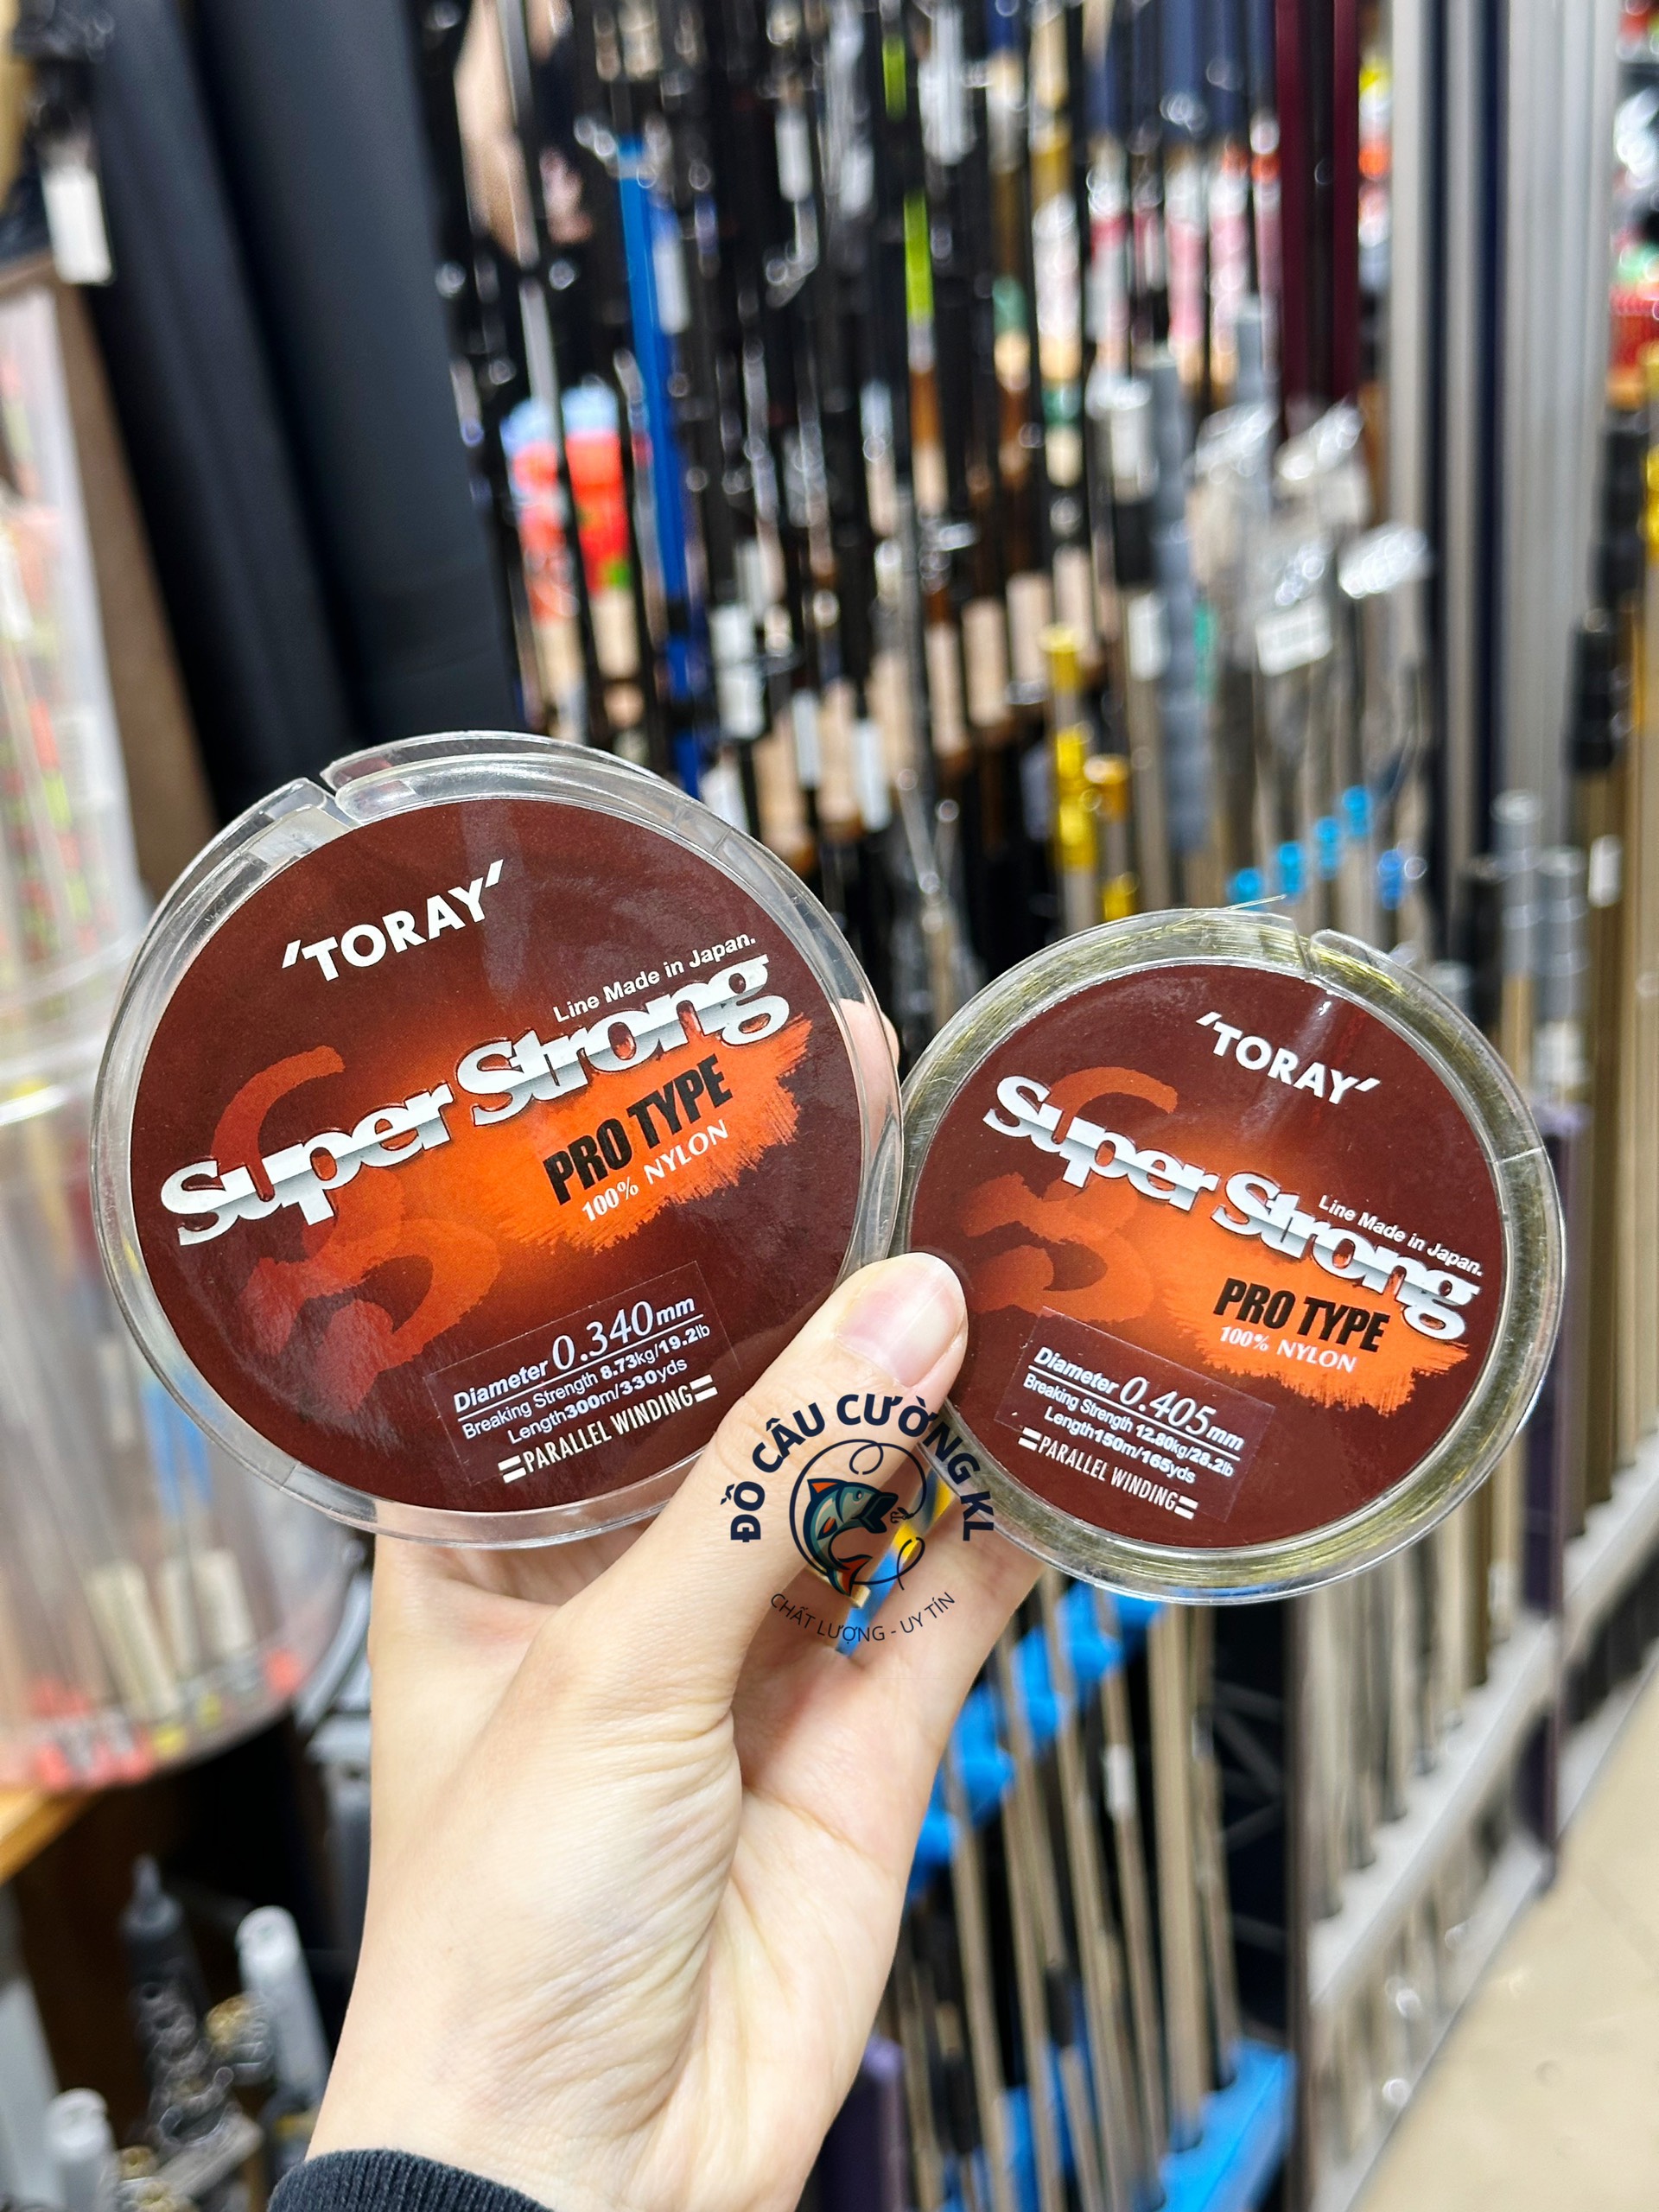 'TORAY'
Line Made in Japan.
Super Strong
PRO TYPE
100% NYLON
Diameter 0.340mm
Breaking Strength 8.73kg/19.2lb
Length300m/330yds
=PARALLEL WINDING=
'TORAY'
Super Strong
Line Made in Japan.
PRO TYPE
100% NYLON
Diameter 0.405mm
Breaking Strength 12.80kg/28.2lb
Length150m/165yds
=PARALLEL WINDING=
ĐỒ CÂU CƯỜNG KL
CHẤT LƯỢNG - UY TÍN